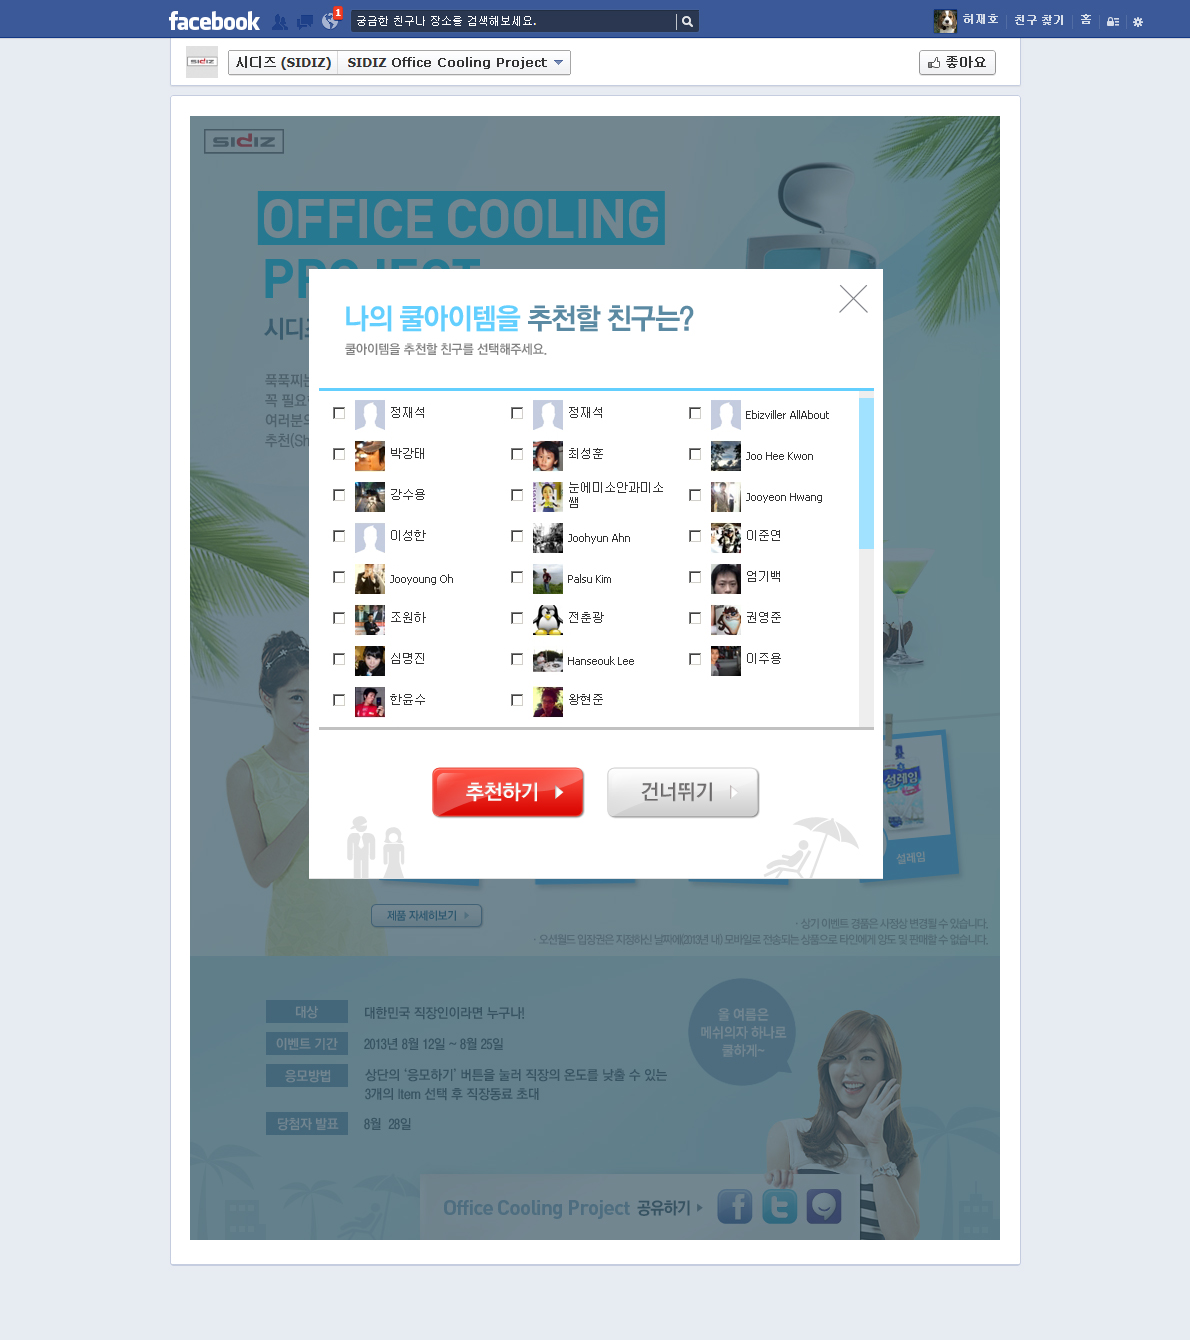 facebook
1
궁금한 친구나 장소를 검색해보세요.
허재호
친구 찾기
홈
SIDIZ
시디즈 (SIDIZ)
SIDIZ Office Cooling Project
좋아요
SIDIZ
OFFICE COOLING
PROJECT
시디즈
푹푹찌는
꼭 필요
여러분의
추천(Sh
나의 쿨아이템을 추천할 친구는?
쿨아이템을 추천할 친구를 선택해주세요.
정재석
정재석
Ebizviller AllAbout
박강태
최성훈
Joo Hee Kwon
강수용
눈에미소안과미소
쌤
Jooyeon Hwang
이성한
Joohyun Ahn
이준연
Jooyoung Oh
Palsu Kim
엄기백
조원하
전춘광
권영준
심명진
Hanseouk Lee
이주용
한윤수
왕현준
추천하기
건너뛰기
설레임
설레임
제품 자세히보기
· 상기 이벤트 경품은 사정상 변경될 수 있습니다.
· 오션월드 입장권은 지정하신 날짜에(2013년 내) 모바일로 전송되는 상품으로 타인에게 양도 및 판매할 수 없습니다.
대상
대한민국 직장인이라면 누구나!
이벤트 기간
2013년 8월 12일 ~ 8월 25일
응모방법
상단의 '응모하기' 버튼을 눌러 직장의 온도를 낮출 수 있는
3개의 Item 선택 후 직장동료 초대
당첨자 발표
8월 28일
올 여름은
메쉬의자 하나로
쿨하게~
Office Cooling Project 공유하기